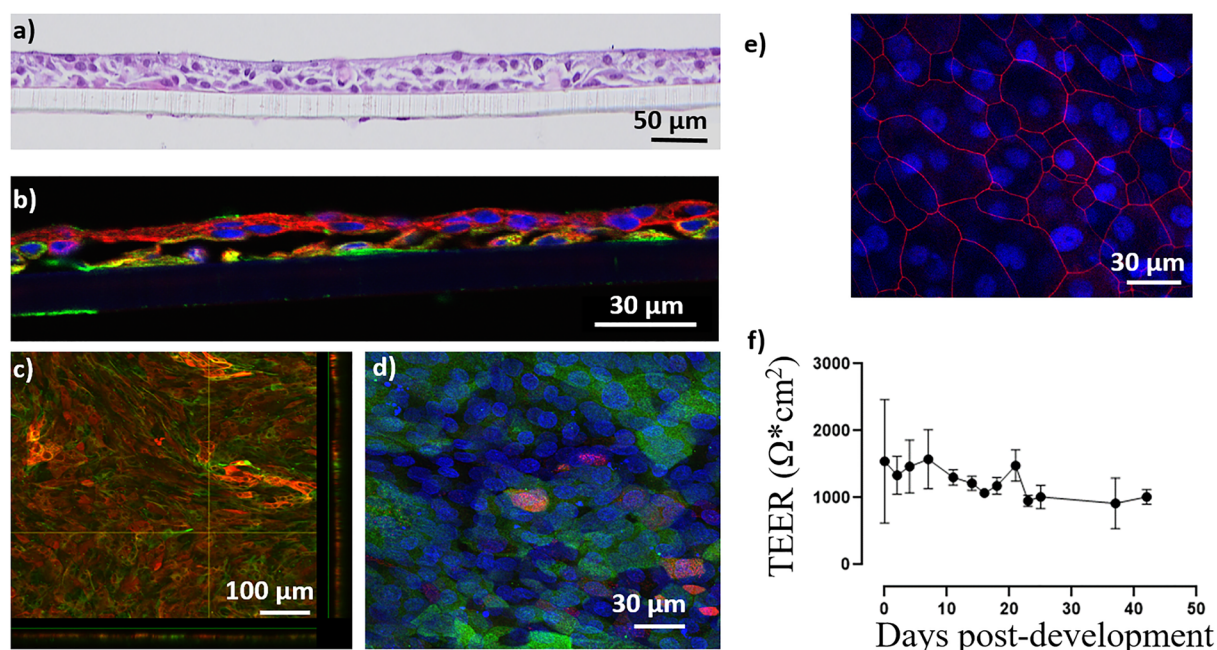 a)
50 µm
b)
30 µm
c)
100 µm
d)
30 µm
e)
30 µm
f)
TEER (Ω*cm²)
3000
2000
1000
0
0 10 20 30 40 50
Days post-development